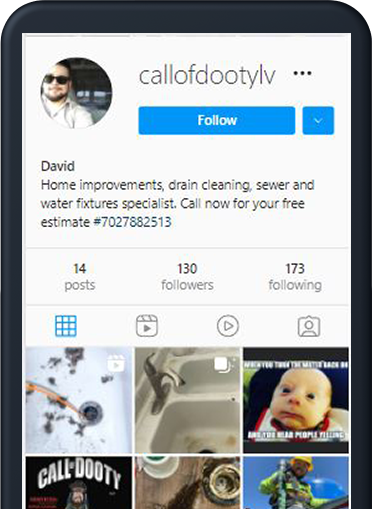 callofdootylv
Follow
David
Home improvements, drain cleaning, sewer and
water fixtures specialist. Call now for your free
estimate #7027882513
14 130 173
posts followers following
WHEN YOU TURN THE WATER BACK ON
AND YOU HEAR PEOPLE YELLING
CALL OF DOOTY